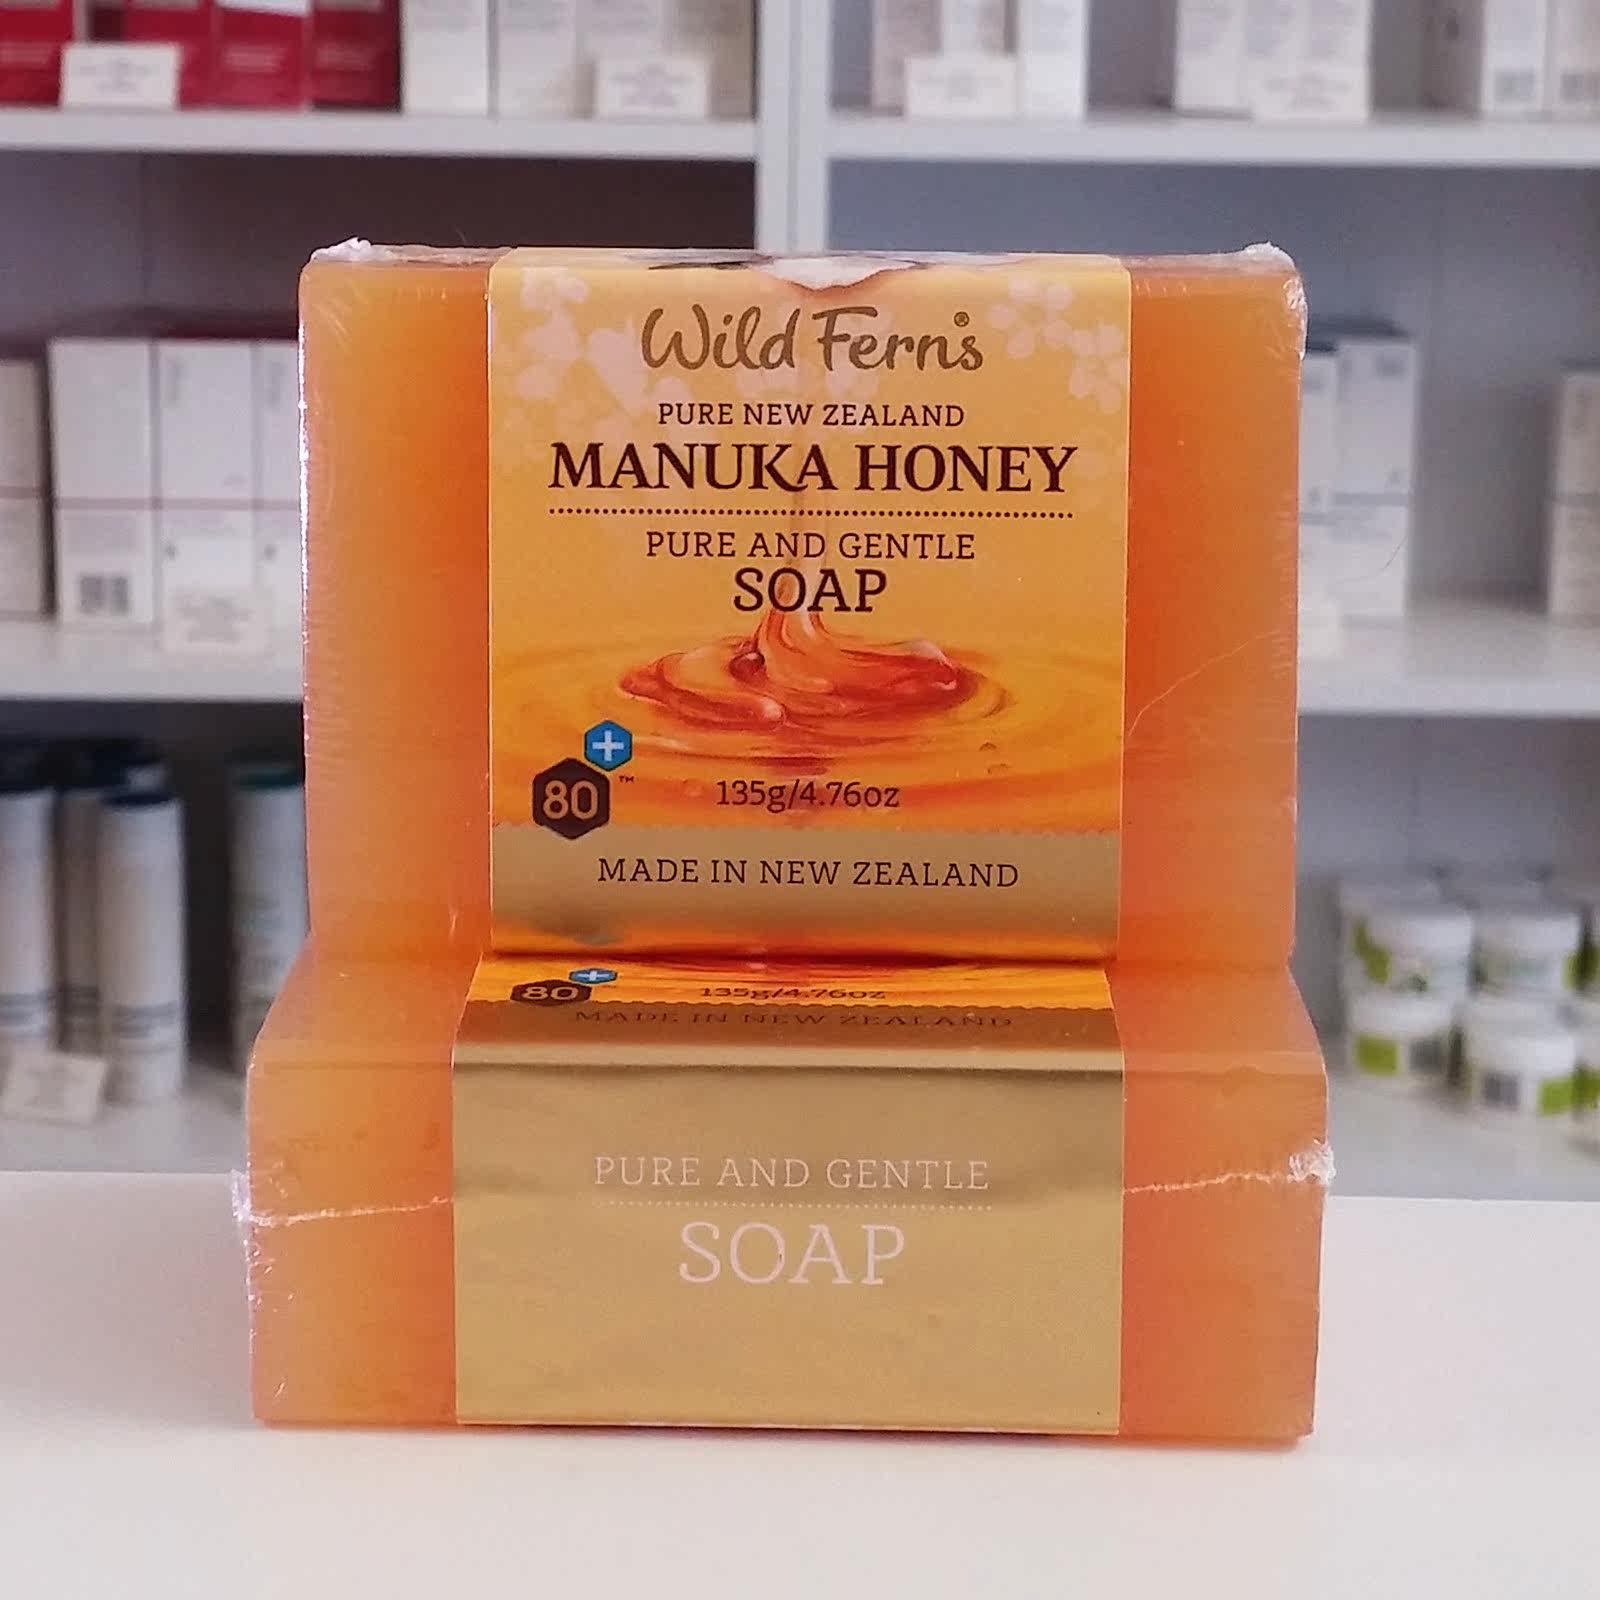 Wild Ferns®
PURE NEW ZEALAND
MANUKA HONEY
PURE AND GENTLE
SOAP
+
80™
135g/4.76oz
MADE IN NEW ZEALAND
+
80
135g/4.76oz
MADE IN NEW ZEALAND
PURE AND GENTLE
SOAP